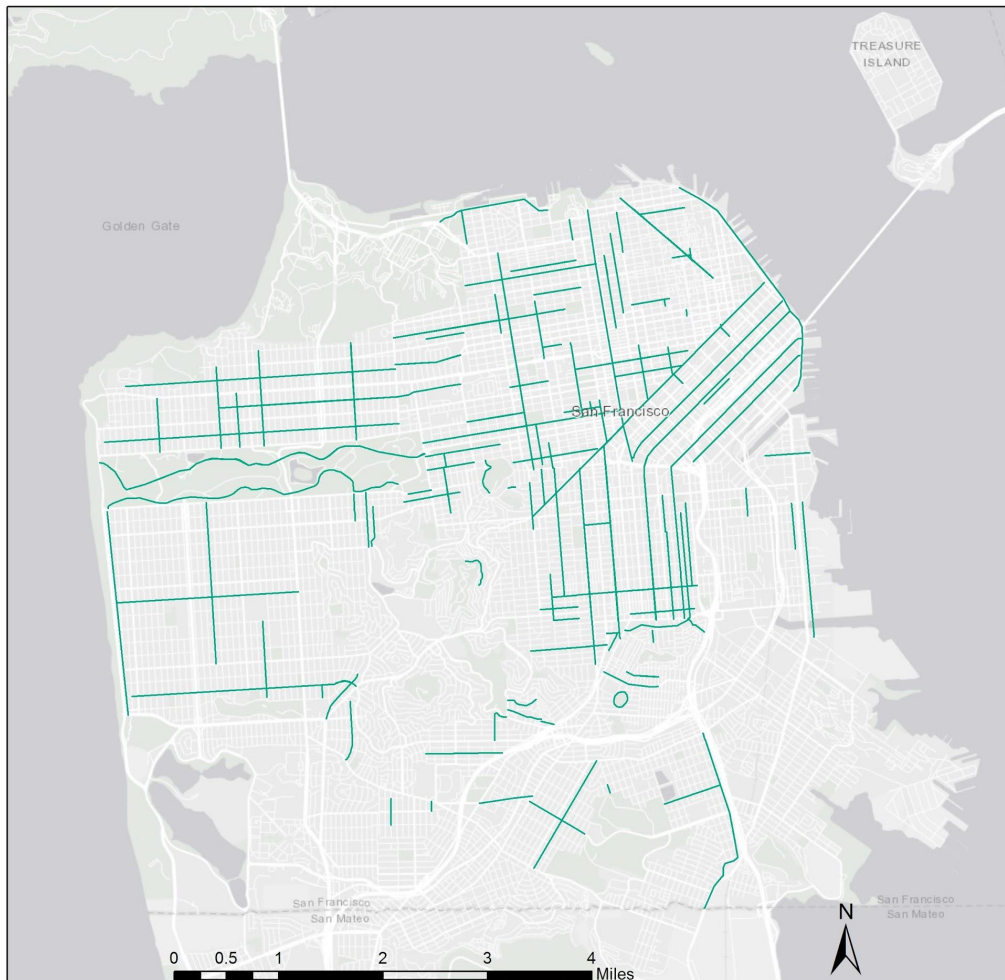 TREASURE
ISLAND
Golden Gate
San Francisco
San Francisco
San Mateo
San Francisco
San Mateo
N
0 0.5 1 2 3 4
Miles